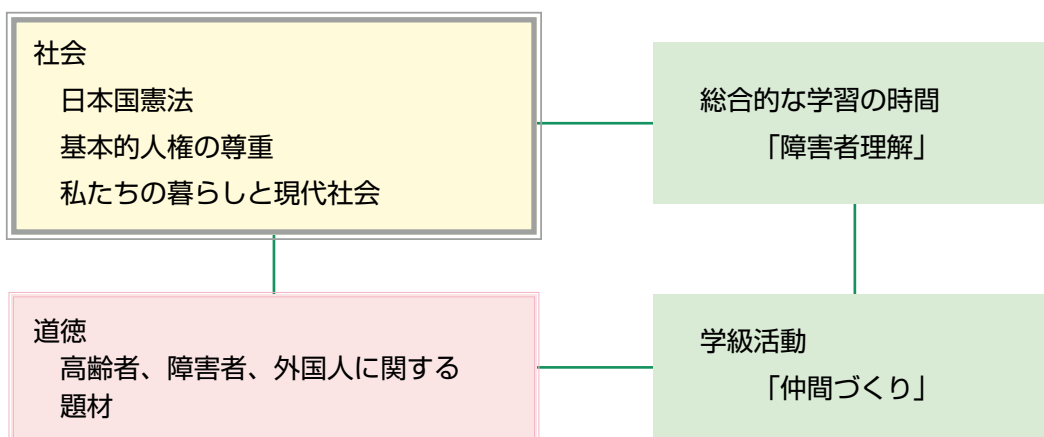 社会
日本国憲法
基本的人権の尊重
私たちの暮らしと現代社会
総合的な学習の時間
「障害者理解」
道徳
高齢者、障害者、外国人に関する
題材
学級活動
「仲間づくり」